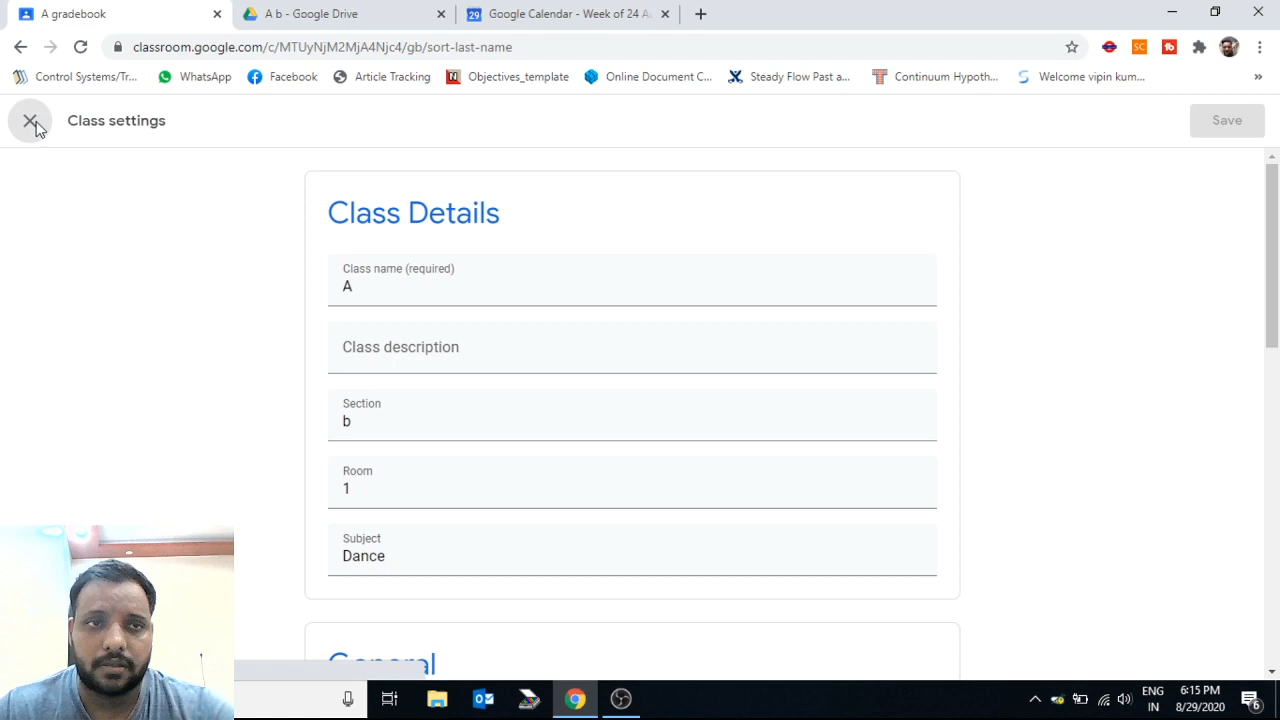 A gradebook
A b - Google Drive
Google Calendar - Week of 24 A
classroom.google.com/c/MTUyNjM2MjA4Njc4/gb/sort-last-name
Control Systems/Tr...
WhatsApp
Facebook
Article Tracking
Objectives_template
Online Document C...
Steady Flow Past a...
Continuum Hypoth...
Welcome vipin kum...
Class settings
Save
Class Details
Class name (required)
A
Class description
Section
b
Room
1
Subject
Dance
General
ENG
IN
6:15 PM
8/29/2020
6